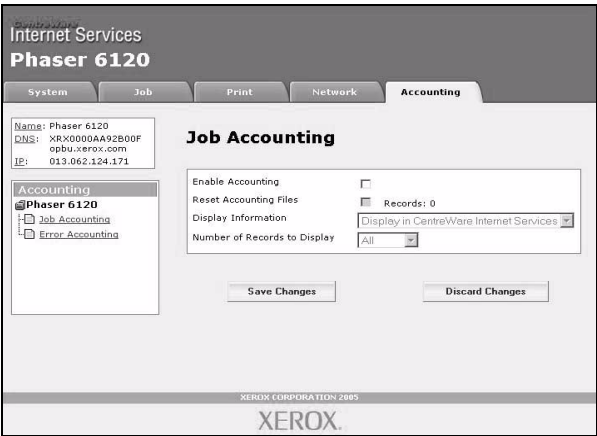 CentreWare
Internet Services
Phaser 6120
System Job Print Network Accounting
Name: Phaser 6120
DNS: XRX0000AA92B00F
opbu.xerox.com
IP: 013.062.124.171
Accounting
Phaser 6120
Job Accounting
Error Accounting
Job Accounting
Enable Accounting
Reset Accounting Files Records: 0
Display Information Display in CentreWare Internet Services
Number of Records to Display All
Save Changes Discard Changes
XEROX CORPORATION 2005
XEROX.